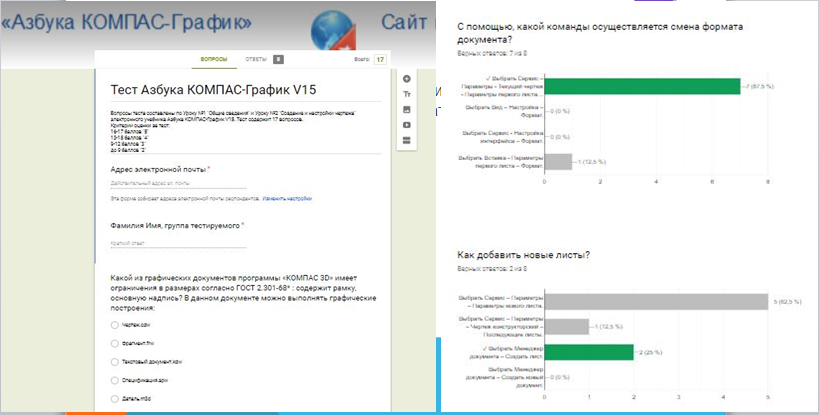 «Азбука КОМПАС-График»
Сайт
ВОПРОСЫ
ОТВЕТЫ
8
Всего:
17
Тест Азбука КОМПАС-График V15
Вопросы теста составлены по Уроку №1 "Общие сведения" и Уроку №2 "Создание и настройки чертежа"
электронного учебника Азбука КОМПАС-График V15. Тест содержит 17 вопросов.
Критерии оценки за тест:
16-17 баллов "5"
13-15 баллов "4"
9-12 баллов "3"
до 9 баллов "2"
Адрес электронной почты *
Действительный адрес эл. почты
Эта форма собирает адреса электронной почты респондентов. Изменить настройки
Фамилия Имя, группа тестируемого *
Краткий ответ
Какой из графических документов программы «КОМПАС 3D» имеет
ограничения в размерах согласно ГОСТ 2.301-68* : содержит рамку,
основную надпись? В данном документе можно выполнять графические
построения:
Чертеж.cdw
Фрагмент.frw
Текстовый документ.kdw
Спецификация.spw
Деталь.m3d
Tт
С помощью, какой команды осуществляется смена формата
документа?
Верных ответов: 7 из 8
✓ Выбрать Сервис –
Параметры - Текущий чертеж
- Параметры первого листа…
7 (87,5 %)
Выбрать Вид – Настройка –
Формат.
0 (0 %)
Выбрать Сервис - Настройка
интерфейса – Формат.
0 (0 %)
Выбрать Вставка – Параметры
первого листа – Формат.
1 (12,5 %)
0 2 4 6 8
Как добавить новые листы?
Верных ответов: 2 из 8
Выбрать Сервис – Параметры
– Параметры нового листа.
5 (62,5 %)
Выбрать Сервис – Параметры
– Чертеж конструкторский –
Последующие листы.
1 (12,5 %)
✓ Выбрать Менеджер
документа – Создать лист.
2 (25 %)
Выбрать Менеджер
документа – Создать новый
документ.
0 (0 %)
0 1 2 3 4 5